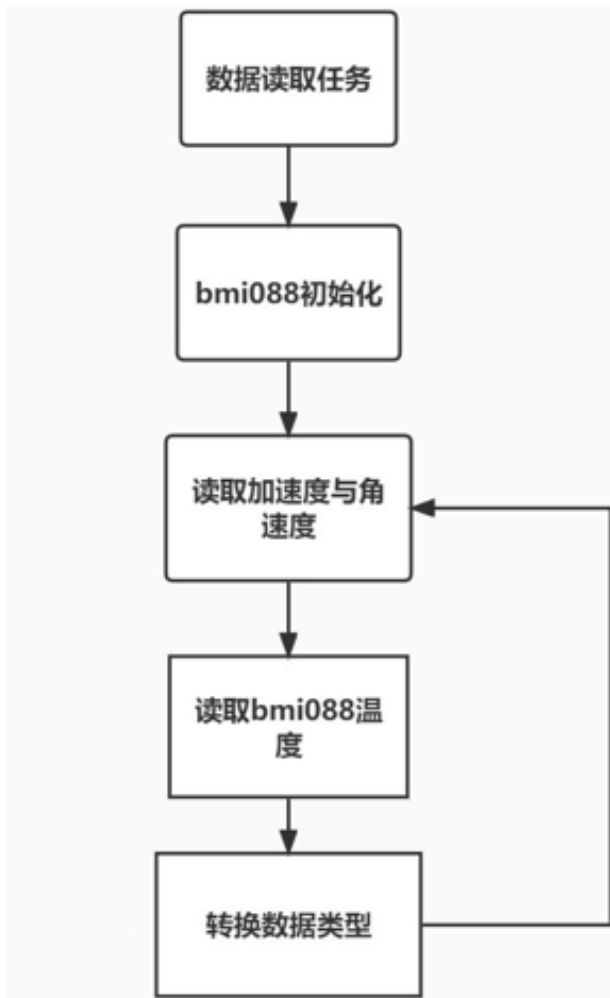 数据读取任务
bmi088初始化
读取加速度与角
速度
读取bmi088温
度
转换数据类型